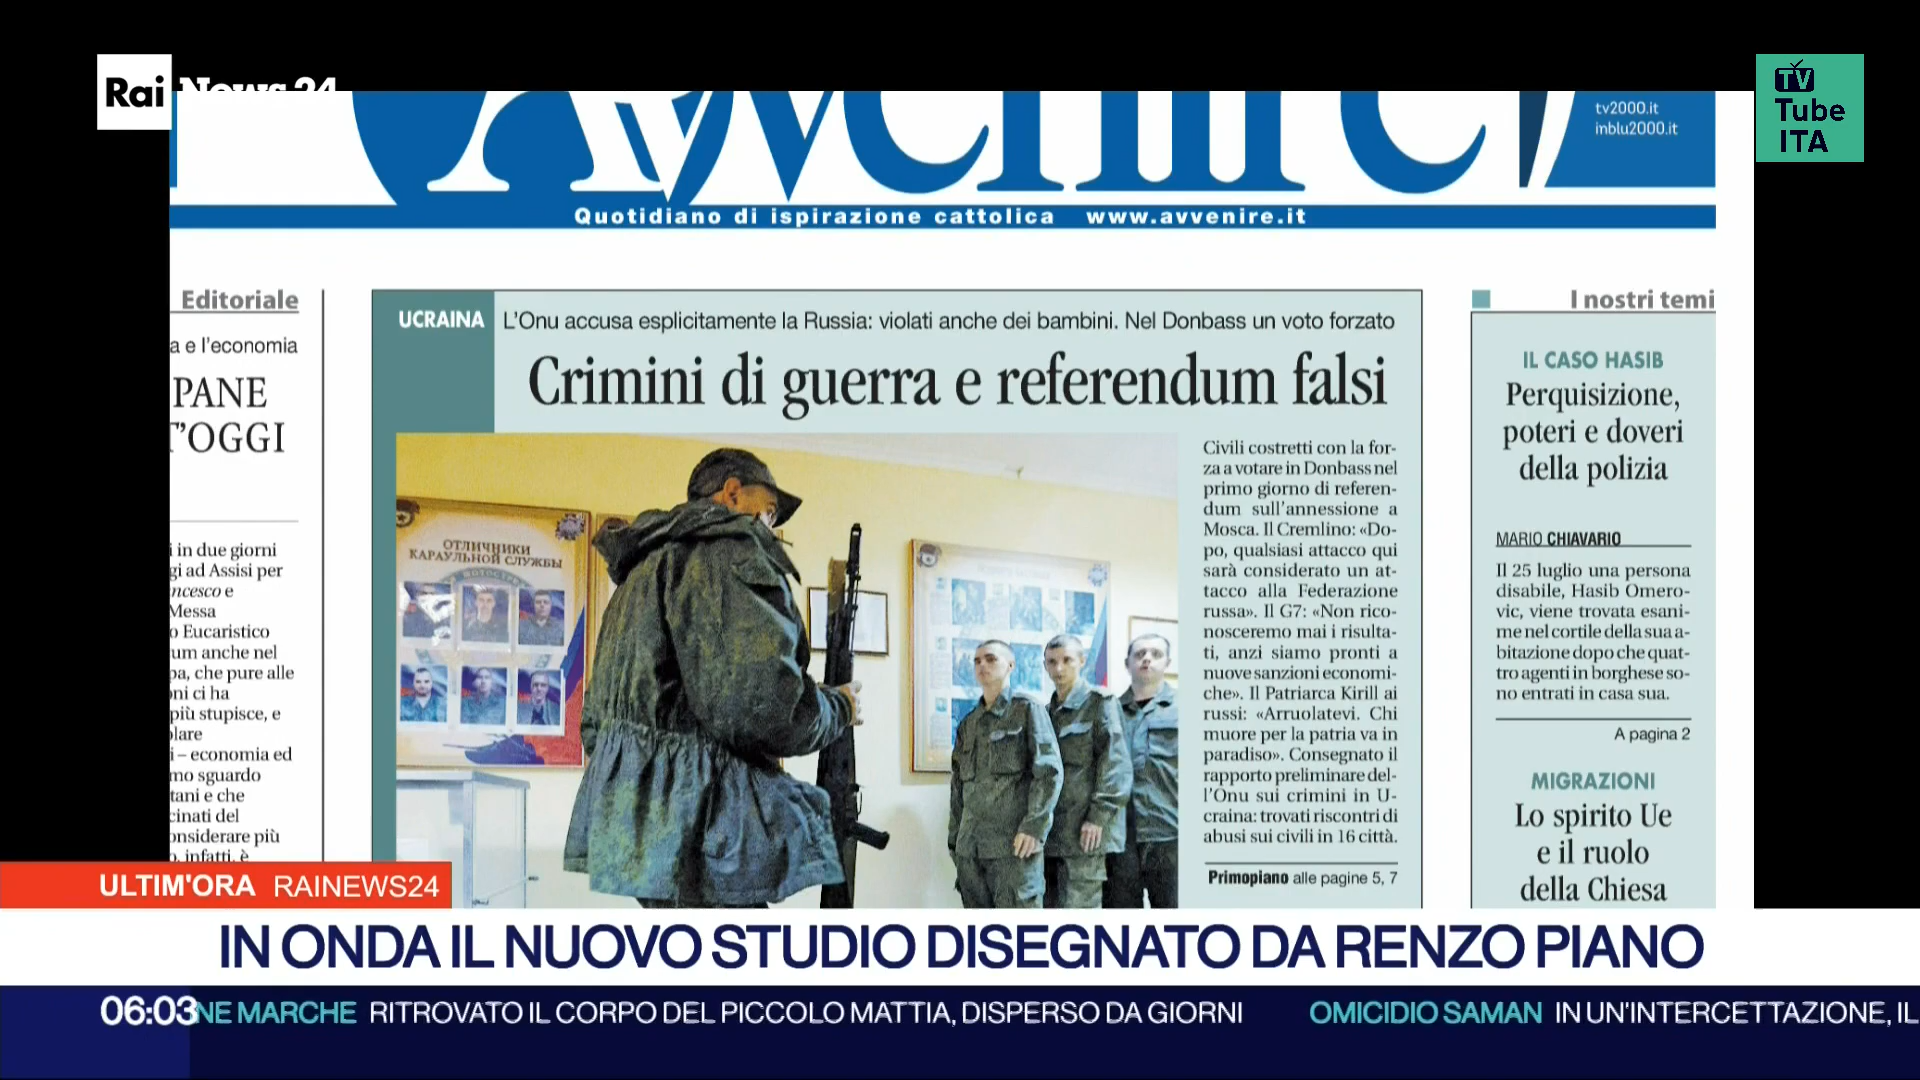 Rai News 24
TV
Tube
ITA
Avvenire
tv2000.it
inblu2000.it
Quotidiano di ispirazione cattolica www.avvenire.it
Editoriale
a e l'economia
PANE
T'OGGI
i in due giorni
gi ad Assisi per
ncesco e
Messa
o Eucaristico
um anche nel
pa, che pure alle
oni ci ha
più stupisce, e
olare
i – economia ed
mo sguardo
tani e che
cinati del
onsiderare più
o, infatti, è
UCRAINA L'Onu accusa esplicitamente la Russia: violati anche dei bambini. Nel Donbass un voto forzato
Crimini di guerra e referendum falsi
ОТЛИЧНИКИ
КАРАУЛЬНОЙ СЛУЖБЫ
Civili costretti con la for-
za a votare in Donbass nel
primo giorno di referen-
dum sull'annessione a
Mosca. Il Cremlino: «Do-
po, qualsiasi attacco qui
sarà considerato un at-
tacco alla Federazione
russa». Il G7: «Non rico-
nosceremo mai i risulta-
ti, anzi siamo pronti a
nuove sanzioni economi-
che». Il Patriarca Kirill ai
russi: «Arruolatevi. Chi
muore per la patria va in
paradiso». Consegnato il
rapporto preliminare del-
l'Onu sui crimini in U-
craina: trovati riscontri di
abusi sui civili in 16 città.
Primopiano alle pagine 5, 7
I nostri temi
IL CASO HASIB
Perquisizione,
poteri e doveri
della polizia
MARIO CHIAVARIO
Il 25 luglio una persona
disabile, Hasib Omero-
vic, viene trovata esani-
me nel cortile della sua a-
bitazione dopo che quat-
tro agenti in borghese so-
no entrati in casa sua.
A pagina 2
MIGRAZIONI
Lo spirito Ue
e il ruolo
della Chiesa
ULTIM'ORA RAINEWS24
IN ONDA IL NUOVO STUDIO DISEGNATO DA RENZO PIANO
06:03 NE MARCHE RITROVATO IL CORPO DEL PICCOLO MATTIA, DISPERSO DA GIORNI OMICIDIO SAMAN IN UN'INTERCETTAZIONE, IL